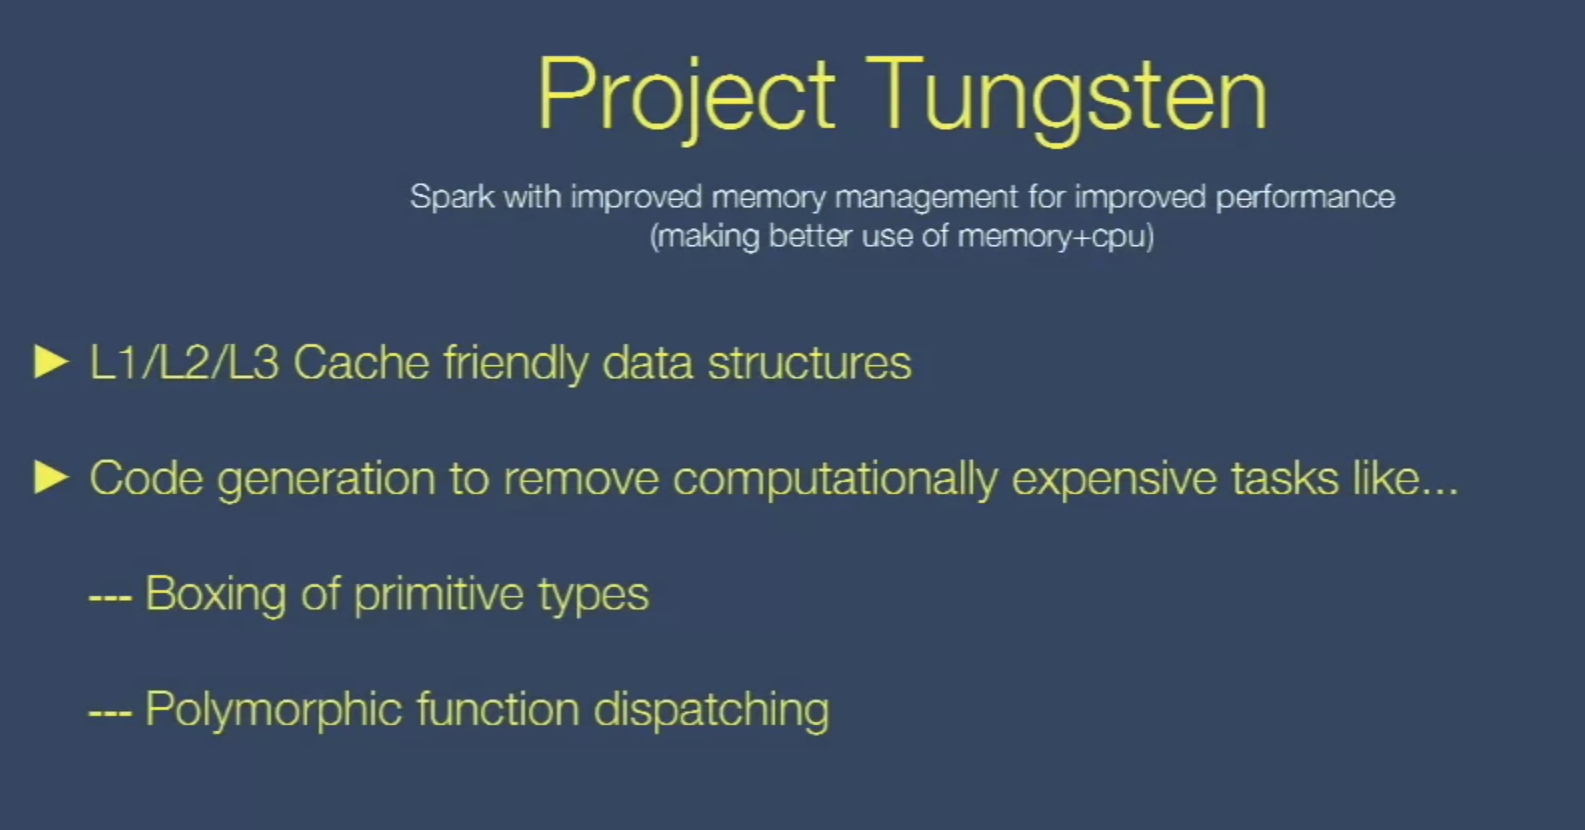 Project Tungsten
Spark with improved memory management for improved performance
(making better use of memory+cpu)
► L1/L2/L3 Cache friendly data structures
► Code generation to remove computationally expensive tasks like...
--- Boxing of primitive types
--- Polymorphic function dispatching